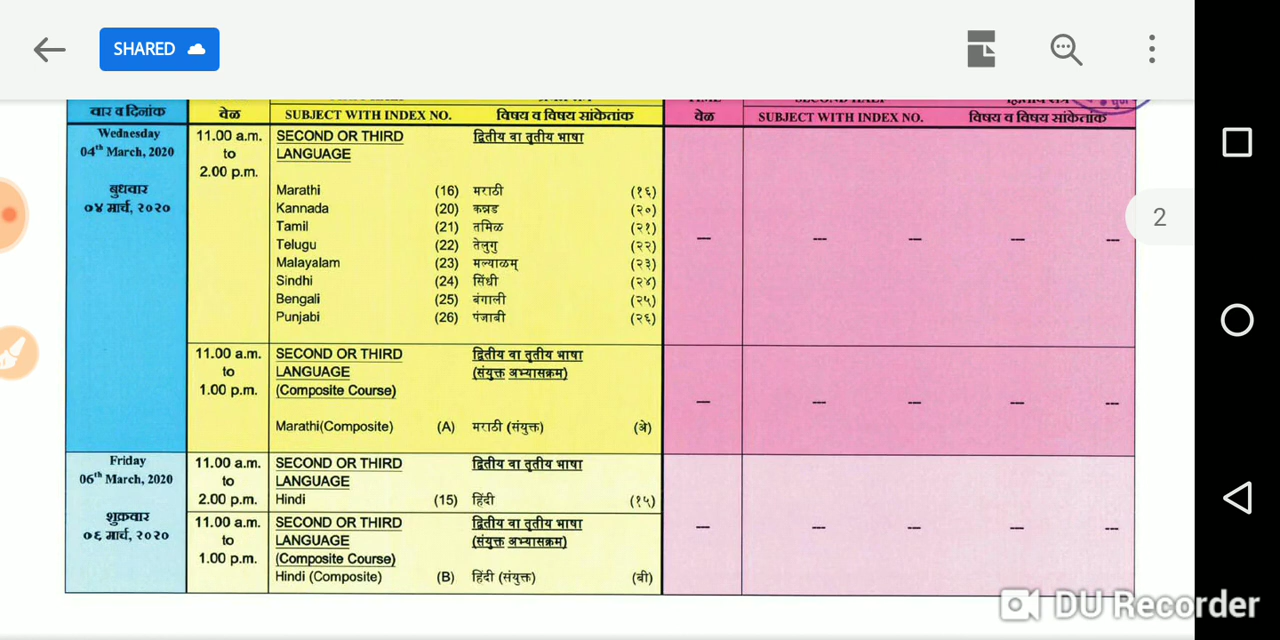 SHARED
वार व दिनांक वेळ SUBJECT WITH INDEX NO. विषय व विषय सांकेतांक वेळ SUBJECT WITH INDEX NO. विषय व विषय सांकेतांक
Wednesday
04th March, 2020
बुधवार
०४ मार्च, २०२०
11.00 a.m.
to
2.00 p.m.
SECOND OR THIRD द्वितीय वा तृतीय भाषा
LANGUAGE
Marathi (16) मराठी (१६)
Kannada (20) कन्नड (२०)
Tamil (21) तमिळ (२१)
Telugu (22) तेलुगु (२२)
Malayalam (23) मल्याळम् (२३)
Sindhi (24) सिंधी (२४)
Bengali (25) बंगाली (२५)
Punjabi (26) पंजाबी (२६)
--- --- --- --- ---
2
11.00 a.m.
to
1.00 p.m.
SECOND OR THIRD द्वितीय वा तृतीय भाषा
LANGUAGE (संयुक्त अभ्यासक्रम)
(Composite Course)
Marathi(Composite) (A) मराठी (संयुक्त) (ॲ)
--- --- --- --- ---
Friday
06th March, 2020
शुक्रवार
०६ मार्च, २०२०
11.00 a.m.
to
2.00 p.m.
SECOND OR THIRD द्वितीय वा तृतीय भाषा
LANGUAGE
Hindi (15) हिंदी (१५)
11.00 a.m.
to
1.00 p.m.
SECOND OR THIRD द्वितीय वा तृतीय भाषा
LANGUAGE (संयुक्त अभ्यासक्रम)
(Composite Course)
Hindi (Composite) (B) हिंदी (संयुक्त) (बी)
--- --- --- --- ---
DU Recorder